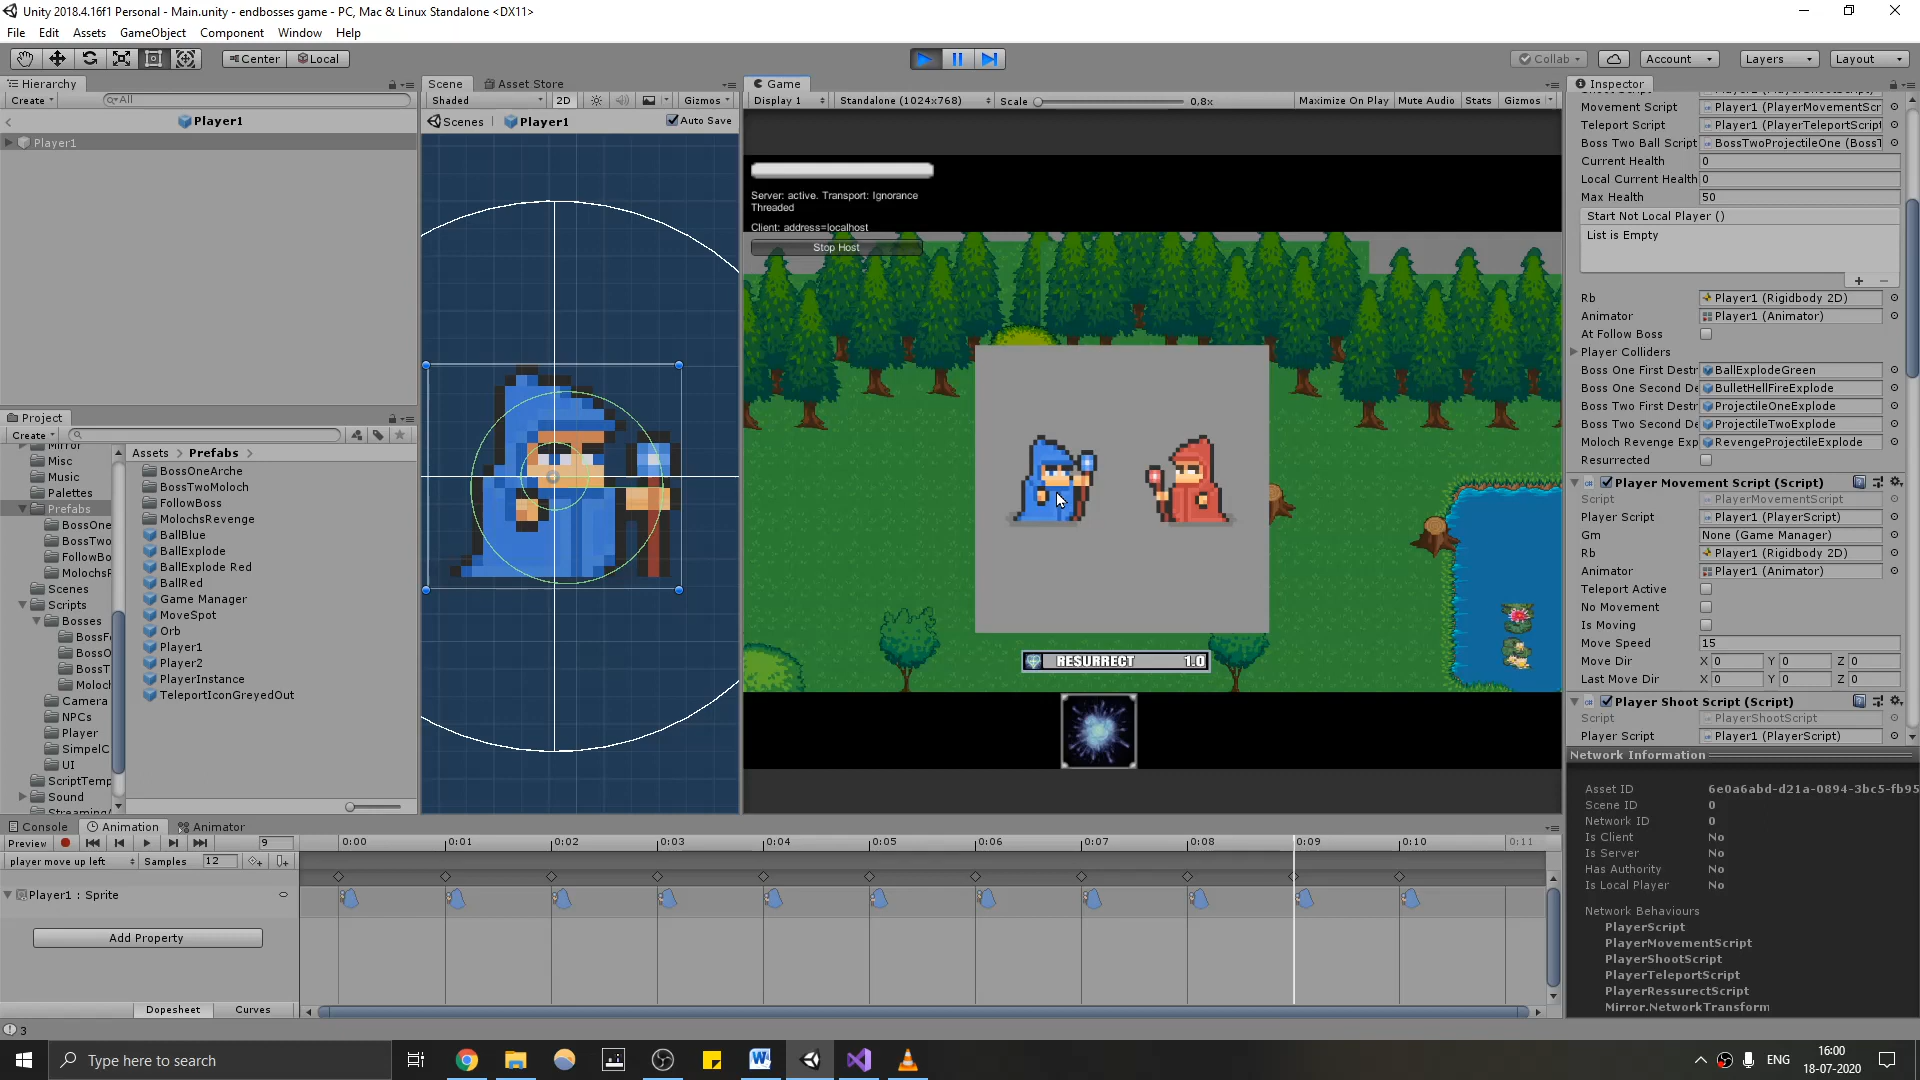 Unity 2018.4.16f1 Personal - Main.unity - endbosses game - PC, Mac & Linux Standalone <DX11>
File Edit Assets GameObject Component Window Help
Center Local
Collab Account Layers Layout
Hierarchy
Create All
Player1
Player1
Project
Create
Misc
Music
Palettes
Prefabs
BossOne
BossTwo
FollowBo
MolochsR
Scenes
Scripts
Bosses
BossF
BossO
BossT
Moloch
Camera
NPCs
Player
SimpelC
UI
ScriptTemp
Sound
Assets Prefabs
BossOneArche
BossTwoMoloch
FollowBoss
MolochsRevenge
BallBlue
BallExplode
BallExplode Red
BallRed
Game Manager
MoveSpot
Orb
Player1
Player2
PlayerInstance
TeleportIconGreyedOut
Scene Asset Store
Shaded 2D Gizmos
Scenes Player1 Auto Save
Game
Display 1 Standalone (1024x768) Scale 0.8x Maximize On Play Mute Audio Stats Gizmos
Server: active. Transport: Ignorance
Threaded
Client: address=localhost
Stop Host
RESURRECT 1.0
Inspector
Movement Script Player1 (PlayerMovementScr
Teleport Script Player1 (PlayerTeleportScript
Boss Two Ball Script BossTwoProjectileOne (BossT
Current Health 0
Local Current Health 0
Max Health 50
Start Not Local Player ()
List is Empty
Rb Player1 (Rigidbody 2D)
Animator Player1 (Animator)
At Follow Boss
Player Colliders
Boss One First Destr BallExplodeGreen
Boss One Second De BulletHellFireExplode
Boss Two First Destr ProjectileOneExplode
Boss Two Second De ProjectileTwoExplode
Moloch Revenge Exp RevengeProjectileExplode
Resurrected
Player Movement Script (Script)
Script PlayerMovementScript
Player Script Player1 (PlayerScript)
Gm None (Game Manager)
Rb Player1 (Rigidbody 2D)
Animator Player1 (Animator)
Teleport Active
No Movement
Is Moving
Move Speed 15
Move Dir X 0 Y 0 Z 0
Last Move Dir X 0 Y 0 Z 0
Player Shoot Script (Script)
Script PlayerShootScript
Player Script Player1 (PlayerScript)
Network Information
Asset ID 6e0a6abd-d21a-0894-3bc5-fb95
Scene ID 0
Network ID 0
Is Client No
Is Server No
Has Authority No
Is Local Player No
Network Behaviours
PlayerScript
PlayerMovementScript
PlayerShootScript
PlayerTeleportScript
PlayerRessurectScript
Mirror.NetworkTransform
Console Animation Animator
Preview 9 0:00 0:01 0:02 0:03 0:04 0:05 0:06 0:07 0:08 0:09 0:10 0:11
player move up left Samples 12
Player1 : Sprite
Add Property
Dopesheet Curves
3
Type here to search
ENG
16:00
18-07-2020